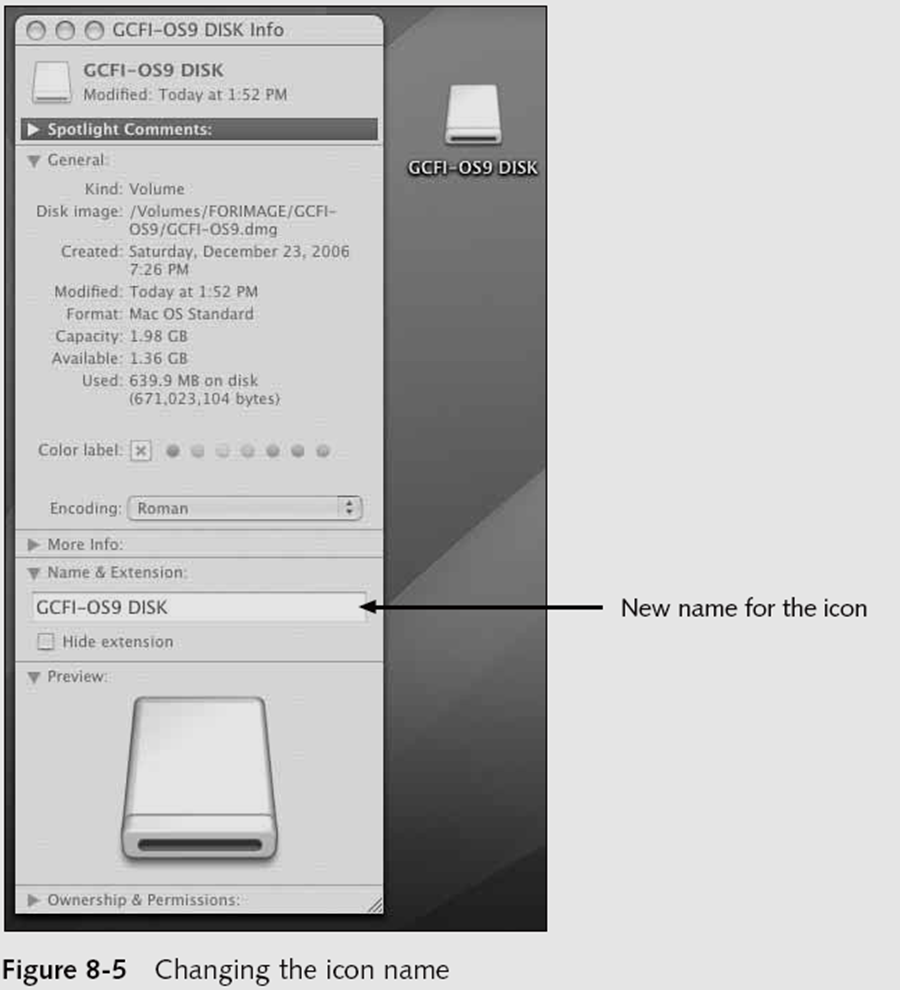 GCFI-OS9 DISK Info
GCFI-OS9 DISK
Modified: Today at 1:52 PM
Spotlight Comments:
General:
Kind: Volume
Disk image: /Volumes/FORIMAGE/GCFI-
OS9/GCFI-OS9.dmg
Created: Saturday, December 23, 2006
7:26 PM
Modified: Today at 1:52 PM
Format: Mac OS Standard
Capacity: 1.98 GB
Available: 1.36 GB
Used: 639.9 MB on disk
(671,023,104 bytes)
Color label:
Encoding: Roman
More Info:
Name & Extension:
GCFI-OS9 DISK
Hide extension
Preview:
Ownership & Permissions:
GCFI-OS9 DISK
New name for the icon
Figure 8-5 Changing the icon name